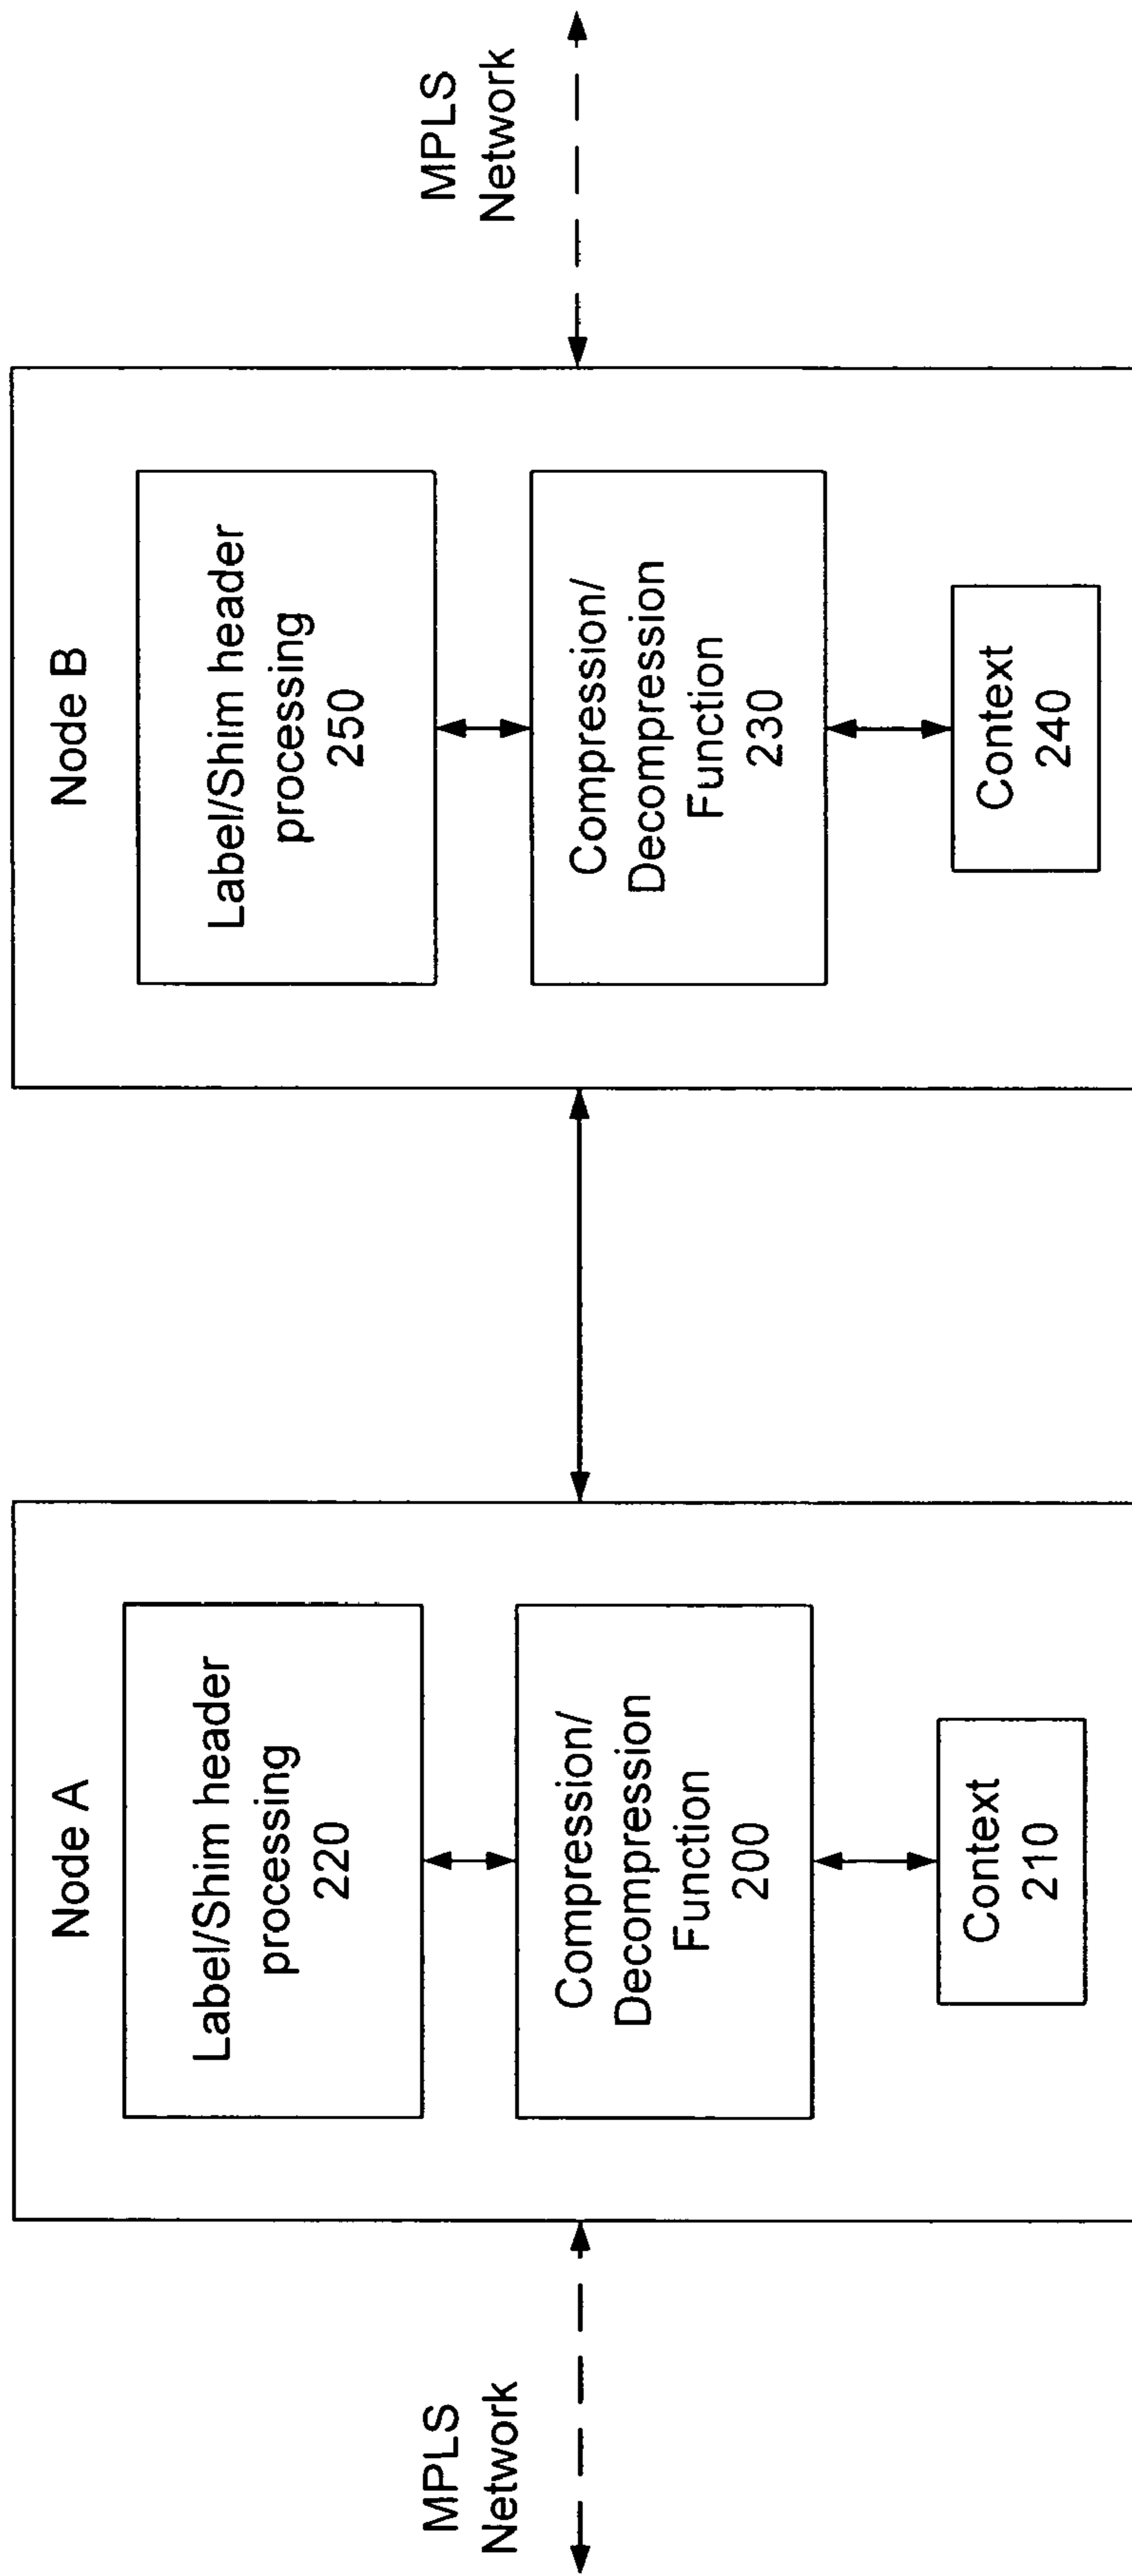 MPLS
Network
Node A
Label/Shim header
processing
220
Compression/
Decompression
Function
200
Context
210
Node B
Label/Shim header
processing
250
Compression/
Decompression
Function
230
Context
240
MPLS
Network